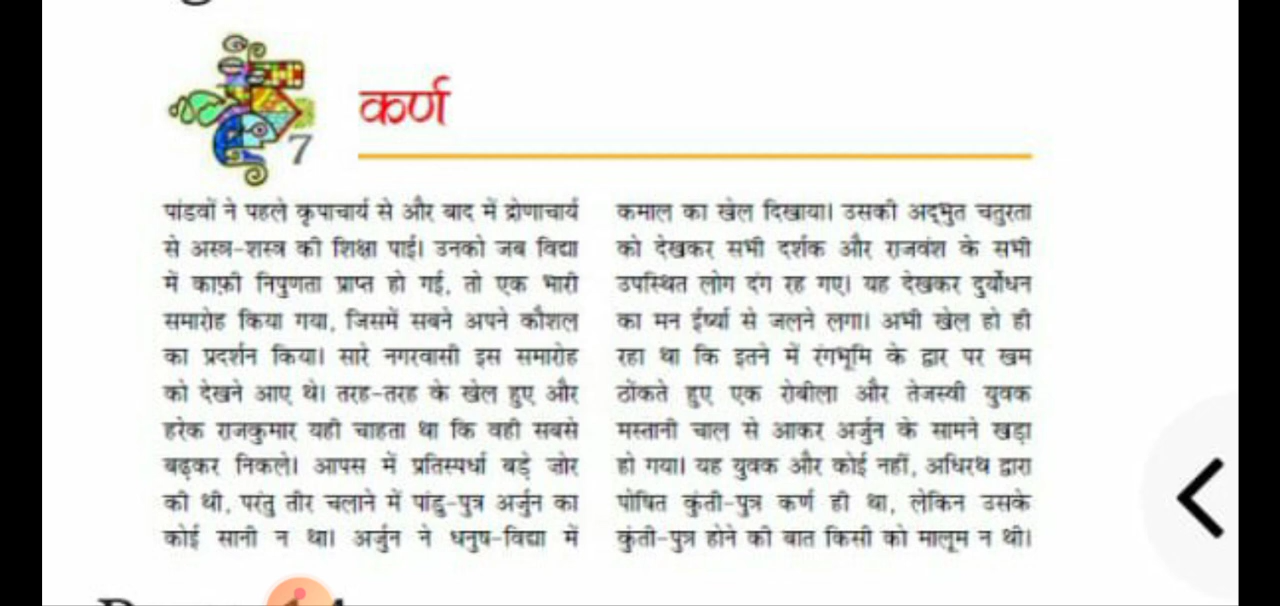 7
कर्ण
पांडवों ने पहले कृपाचार्य से और बाद में द्रोणाचार्य
से अस्त्र-शस्त्र की शिक्षा पाई। उनको जब विद्या
में काफ़ी निपुणता प्राप्त हो गई, तो एक भारी
समारोह किया गया, जिसमें सबने अपने कौशल
का प्रदर्शन किया। सारे नगरवासी इस समारोह
को देखने आए थे। तरह-तरह के खेल हुए और
हरेक राजकुमार यही चाहता था कि वही सबसे
बढ़कर निकले। आपस में प्रतिस्पर्धा बड़े जोर
की थी, परंतु तीर चलाने में पांडु-पुत्र अर्जुन का
कोई सानी न था। अर्जुन ने धनुष-विद्या में
कमाल का खेल दिखाया। उसकी अद्भुत चतुरता
को देखकर सभी दर्शक और राजवंश के सभी
उपस्थित लोग दंग रह गए। यह देखकर दुर्योधन
का मन ईर्ष्या से जलने लगा। अभी खेल हो ही
रहा था कि इतने में रंगभूमि के द्वार पर खम
ठोंकते हुए एक रोबीला और तेजस्वी युवक
मस्तानी चाल से आकर अर्जुन के सामने खड़ा
हो गया। यह युवक और कोई नहीं, अधिरथ द्वारा
पोषित कुंती-पुत्र कर्ण ही था, लेकिन उसके
कुंती-पुत्र होने की बात किसी को मालूम न थी।